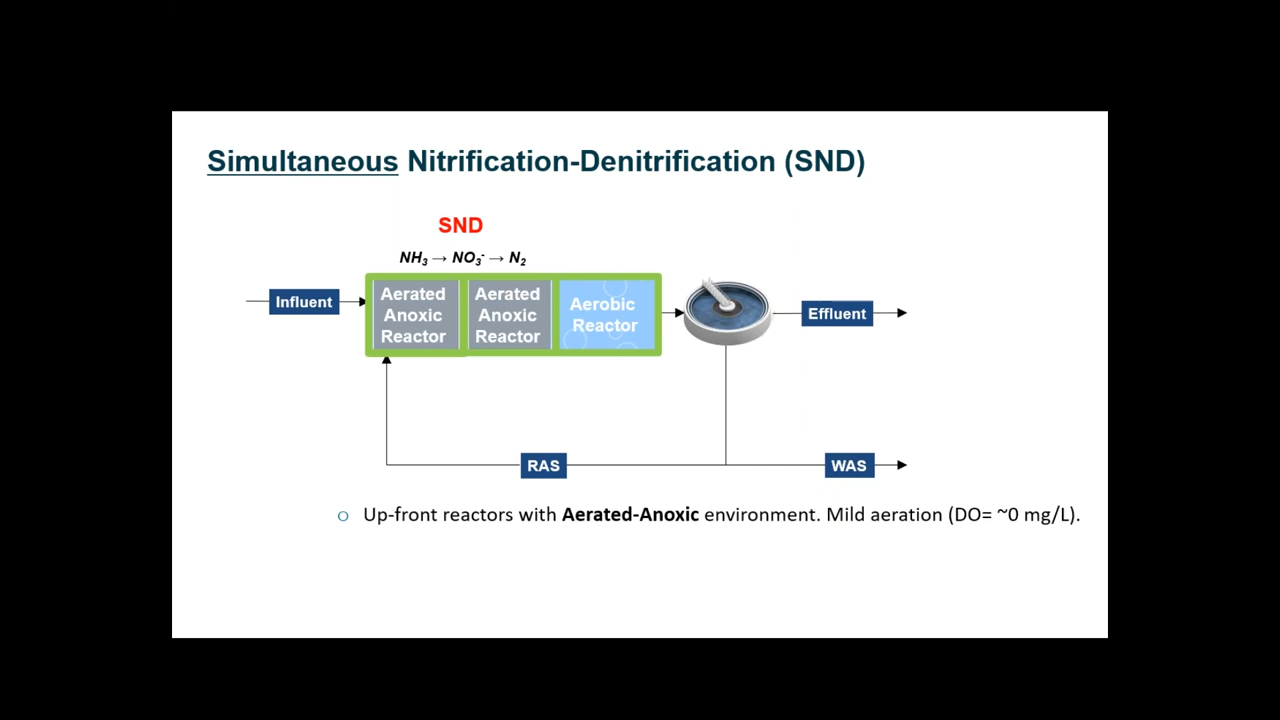 Simultaneous Nitrification-Denitrification (SND)
SND
NH₃ → NO₃⁻ → N₂
Influent
Aerated
Anoxic
Reactor
Aerated
Anoxic
Reactor
Aerobic
Reactor
Effluent
RAS
WAS
o Up-front reactors with Aerated-Anoxic environment. Mild aeration (DO= ~0 mg/L).